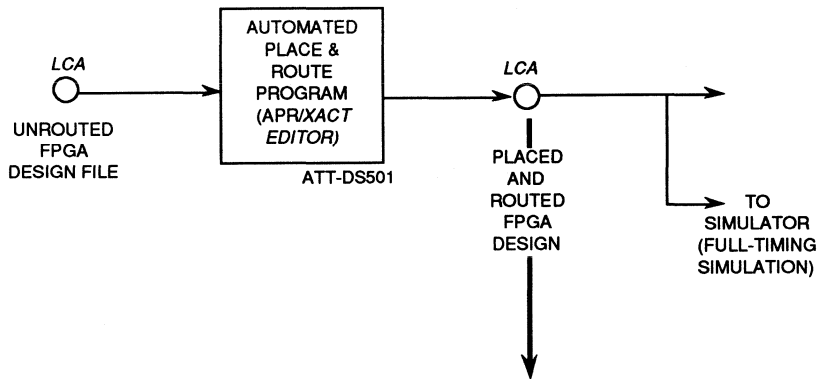 LCA
UNROUTED
FPGA
DESIGN FILE
AUTOMATED
PLACE &
ROUTE
PROGRAM
(APR/XACT
EDITOR)
ATT-DS501
LCA
PLACED
AND
ROUTED
FPGA
DESIGN
TO
SIMULATOR
(FULL-TIMING
SIMULATION)